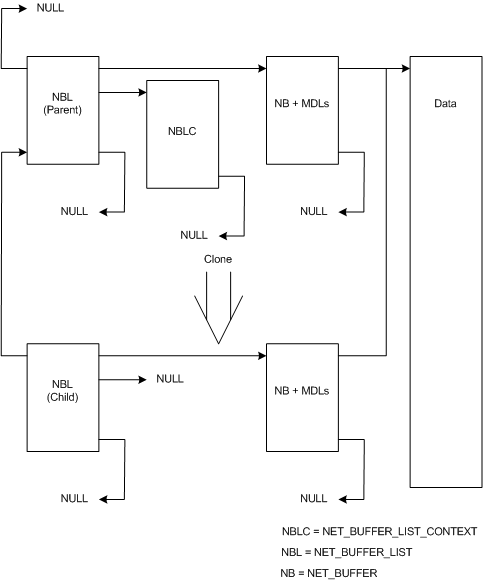 NULL
NBL
(Parent)
NBLC
NB + MDLs
Data
NULL
NULL
NULL
Clone
NBL
(Child)
NULL
NB + MDLs
NULL
NULL
NBLC = NET_BUFFER_LIST_CONTEXT
NBL = NET_BUFFER_LIST
NB = NET_BUFFER